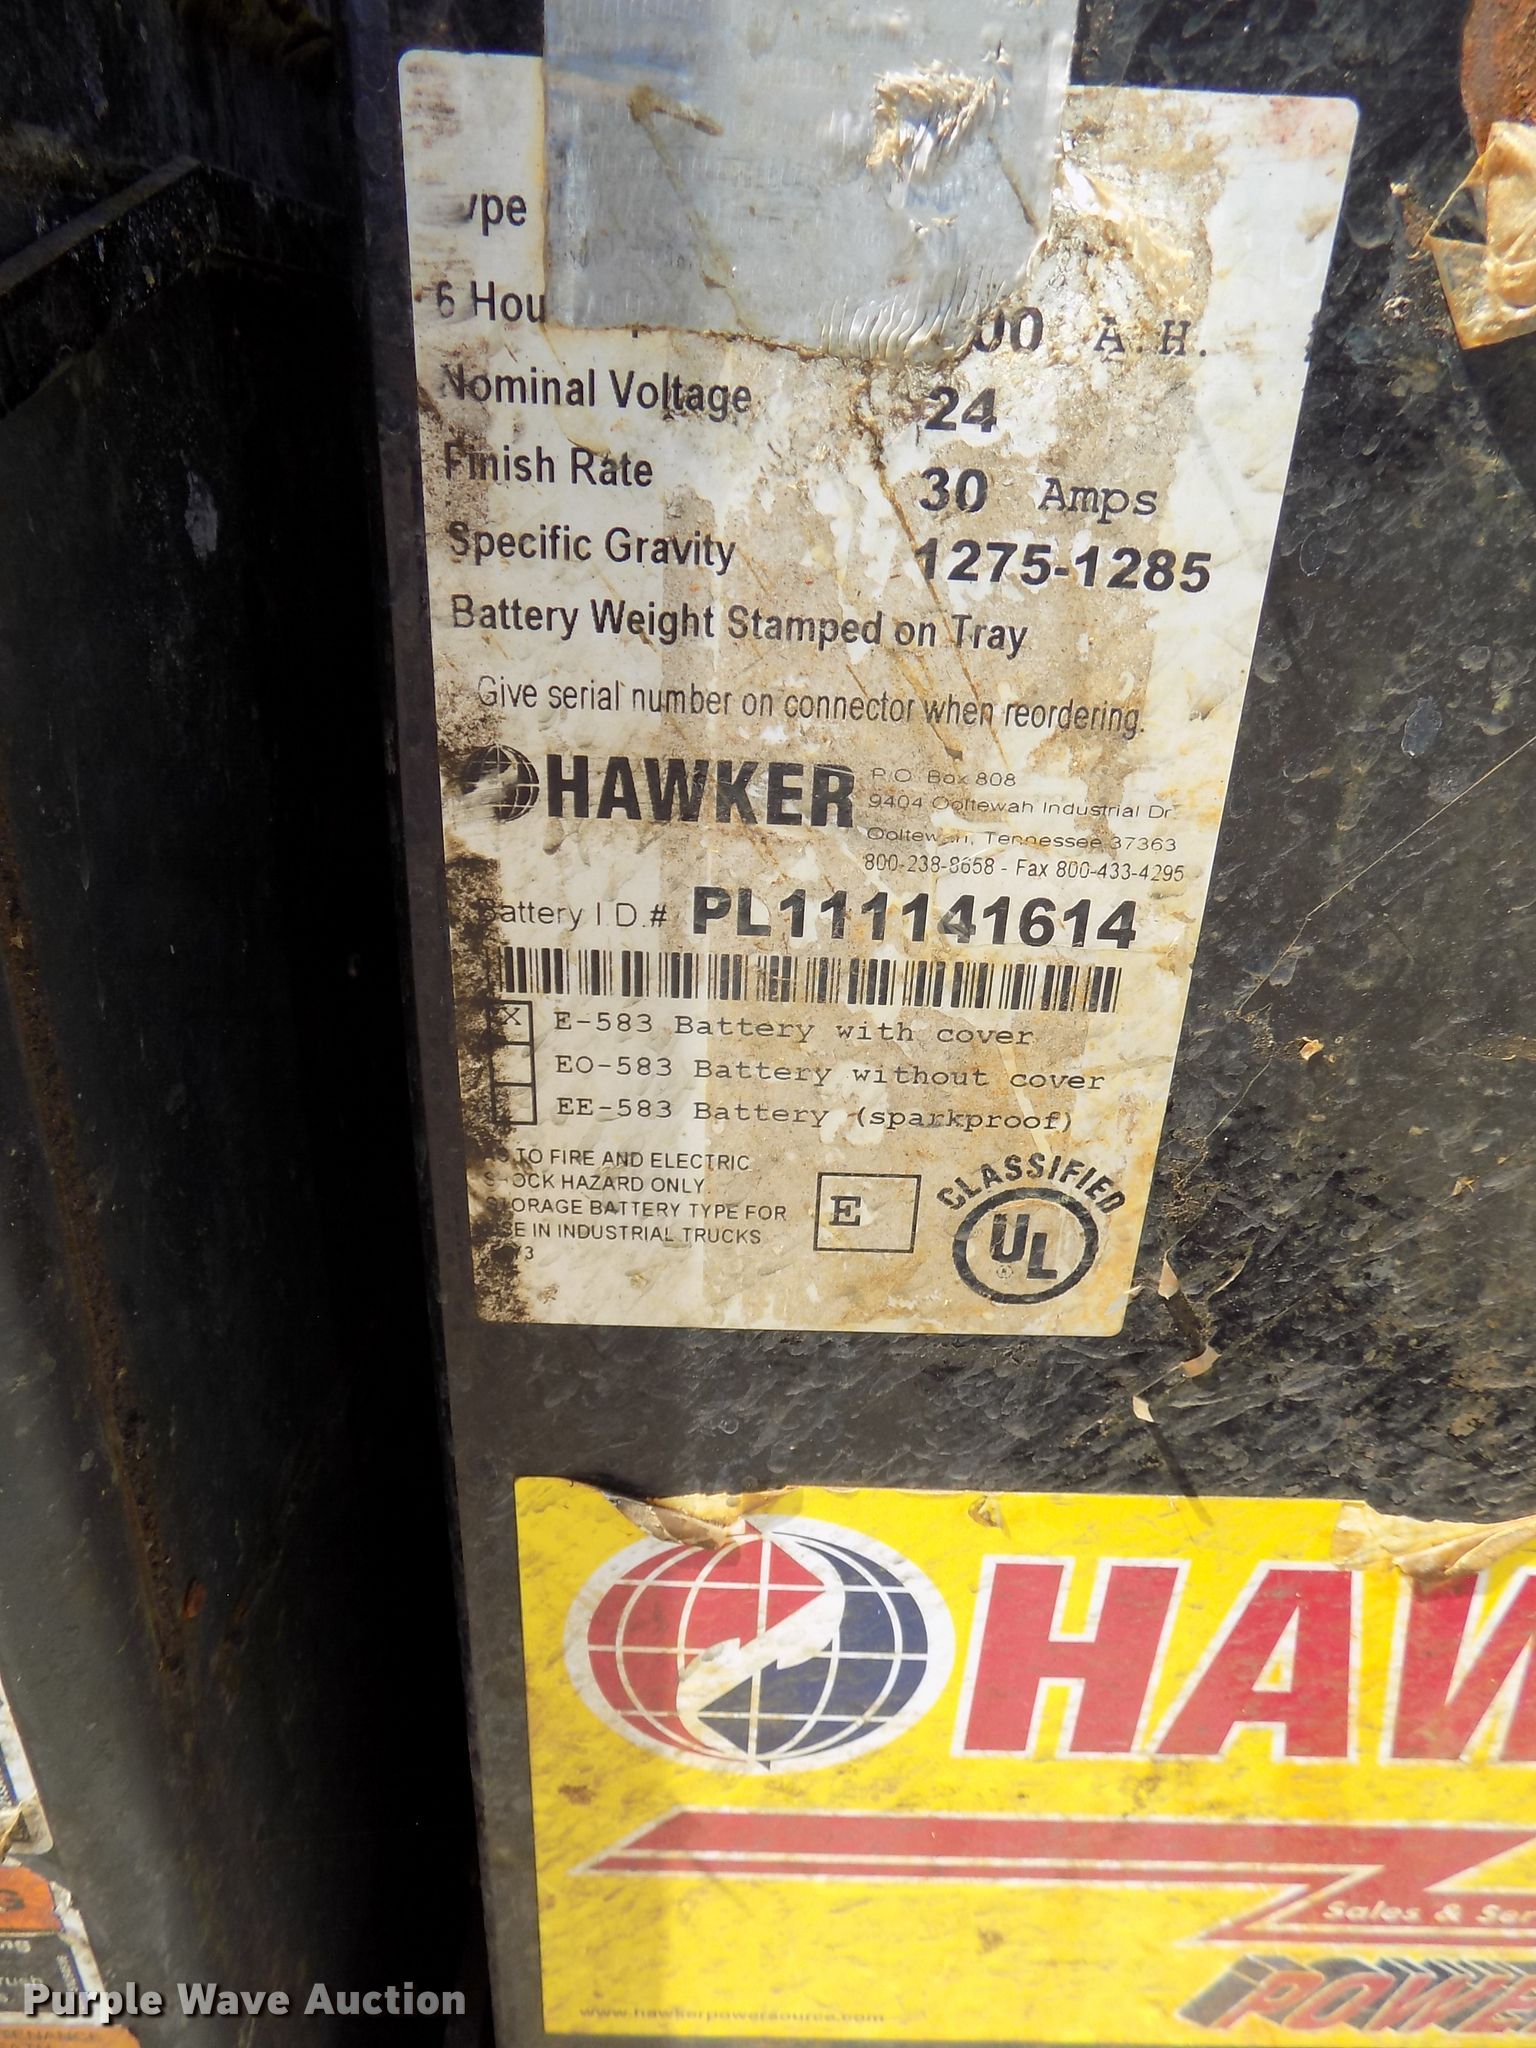 ype
6 Hou 00 A.H.
Nominal Voltage 24
Finish Rate 30 Amps
Specific Gravity 1275-1285
Battery Weight Stamped on Tray
Give serial number on connector when reordering.
HAWKER
P.O. Box 808
9404 Ooltewah Industrial Dr.
Ooltewah, Tennessee 37363
800-238-8658 - Fax 800-433-4295
Battery I.D.# PL111141614
X E-583 Battery with cover
EO-583 Battery without cover
EE-583 Battery (sparkproof)
AS TO FIRE AND ELECTRIC
SHOCK HAZARD ONLY.
STORAGE BATTERY TYPE FOR
USE IN INDUSTRIAL TRUCKS
E
CLASSIFIED
UL
HAW
Sales & Ser
POWE
www.hawkerpowersource.com
Purple Wave Auction